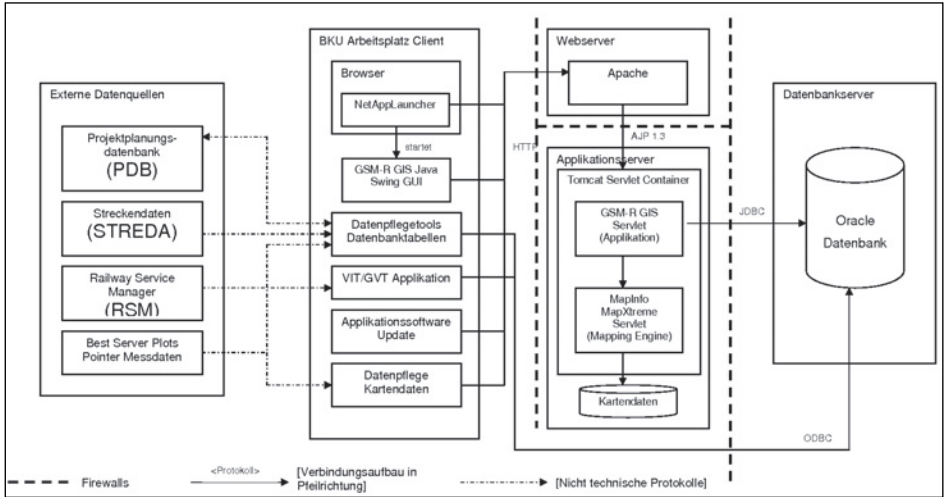 Externe Datenquellen
Projektplanungs-
datenbank
(PDB)
Streckendaten
(STREDA)
Railway Service
Manager
(RSM)
Best Server Plots
Pointer Messdaten
BKU Arbeitsplatz Client
Browser
NetAppLauncher
startet
GSM-R GIS Java
Swing GUI
Datenpflegetools
Datenbanktabellen
VIT/GVT Applikation
Applikationssoftware
Update
Datenpflege
Kartendaten
HTTP
Webserver
Apache
AJP 1.3
Applikationsserver
Tomcat Servlet Container
GSM-R GIS
Servlet
(Applikation)
MapInfo
MapXtreme
Servlet
(Mapping Engine)
Kartendaten
JDBC
ODBC
Datenbankserver
Oracle
Datenbank
Firewalls
<Protokoll>
[Verbindungsaufbau in
Pfeilrichtung]
[Nicht technische Protokolle]